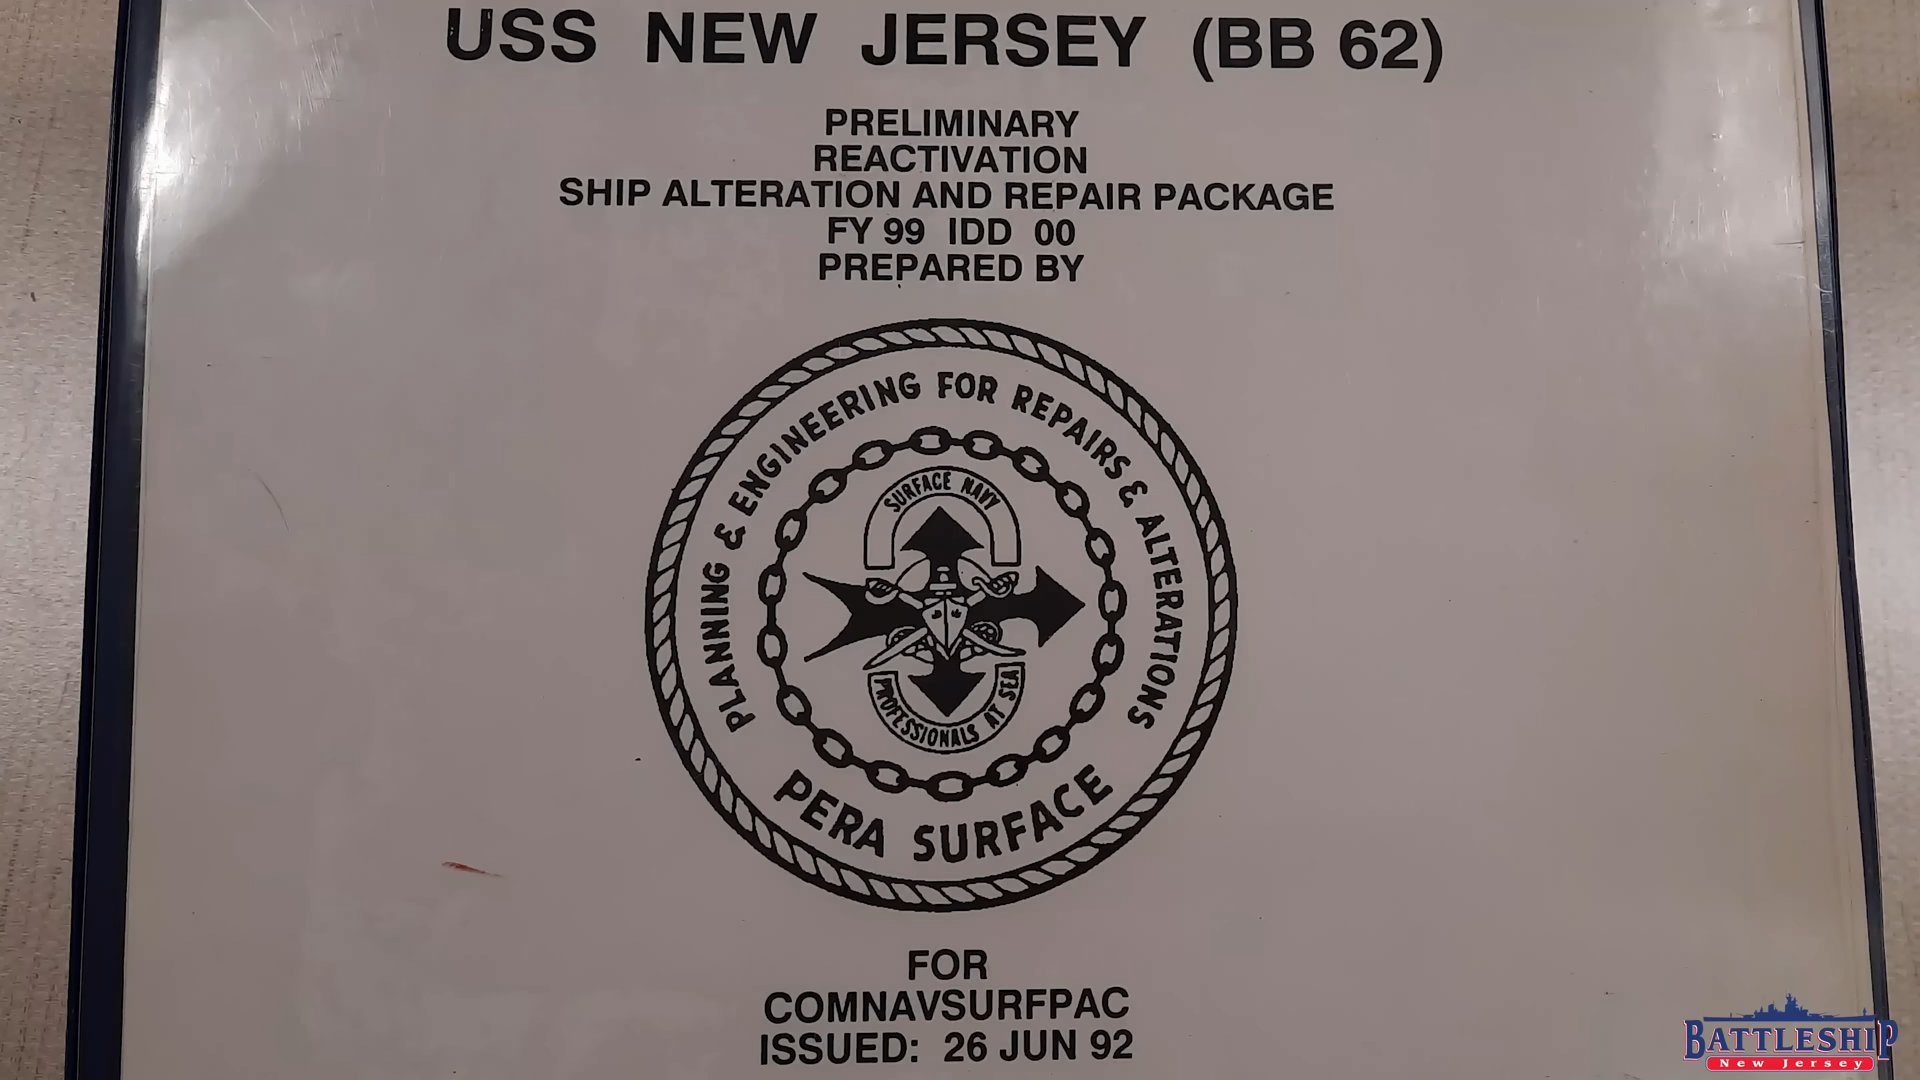 USS NEW JERSEY (BB 62)
PRELIMINARY
REACTIVATION
SHIP ALTERATION AND REPAIR PACKAGE
FY 99 IDD 00
PREPARED BY
PLANNING & ENGINEERING FOR REPAIRS & ALTERATIONS
SURFACE NAVY
PROFESSIONALS AT SEA
PERA SURFACE
FOR
COMNAVSURFPAC
ISSUED: 26 JUN 92
BATTLESHIP
New Jersey